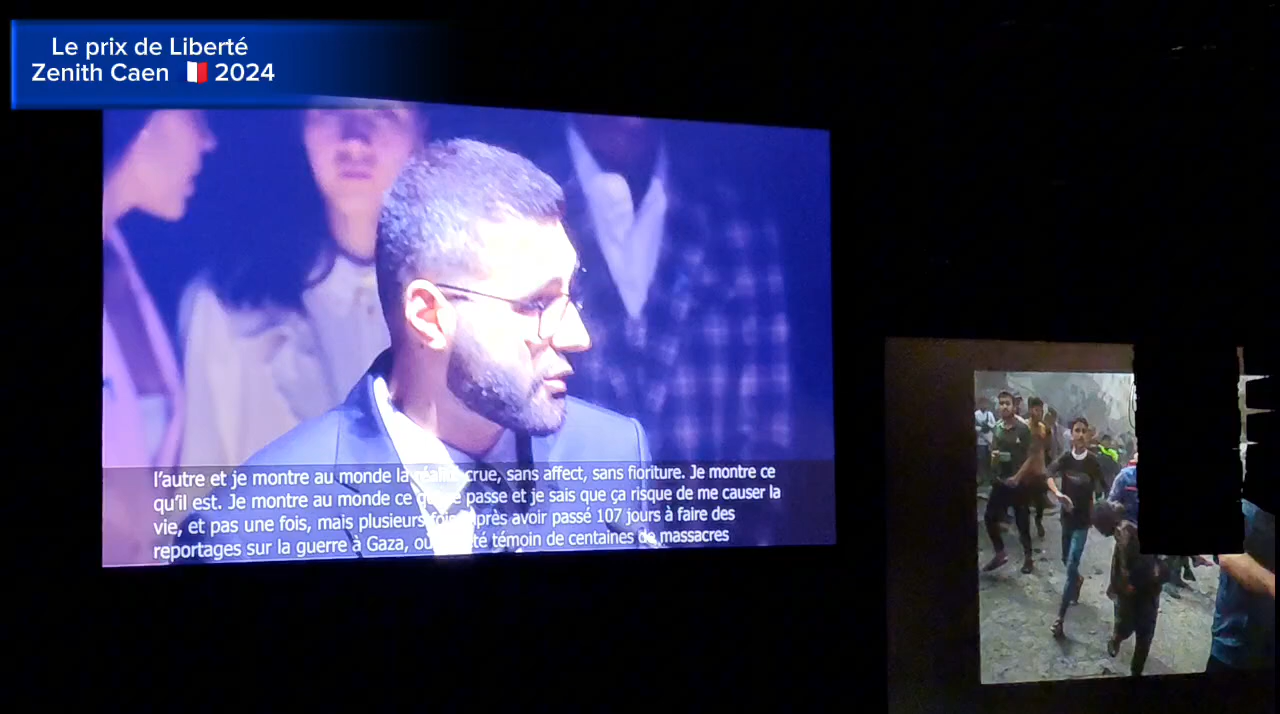 Le prix de Liberté
Zenith Caen 2024
l'autre et je montre au monde la réalité crue, sans affect, sans fioriture. Je montre ce
qu'il est. Je montre au monde ce passe et je sais que ça risque de me causer la
vie, et pas une fois, mais plusieurs fois après avoir passé 107 jours à faire des
reportages sur la guerre à Gaza, témoin de centaines de massacres